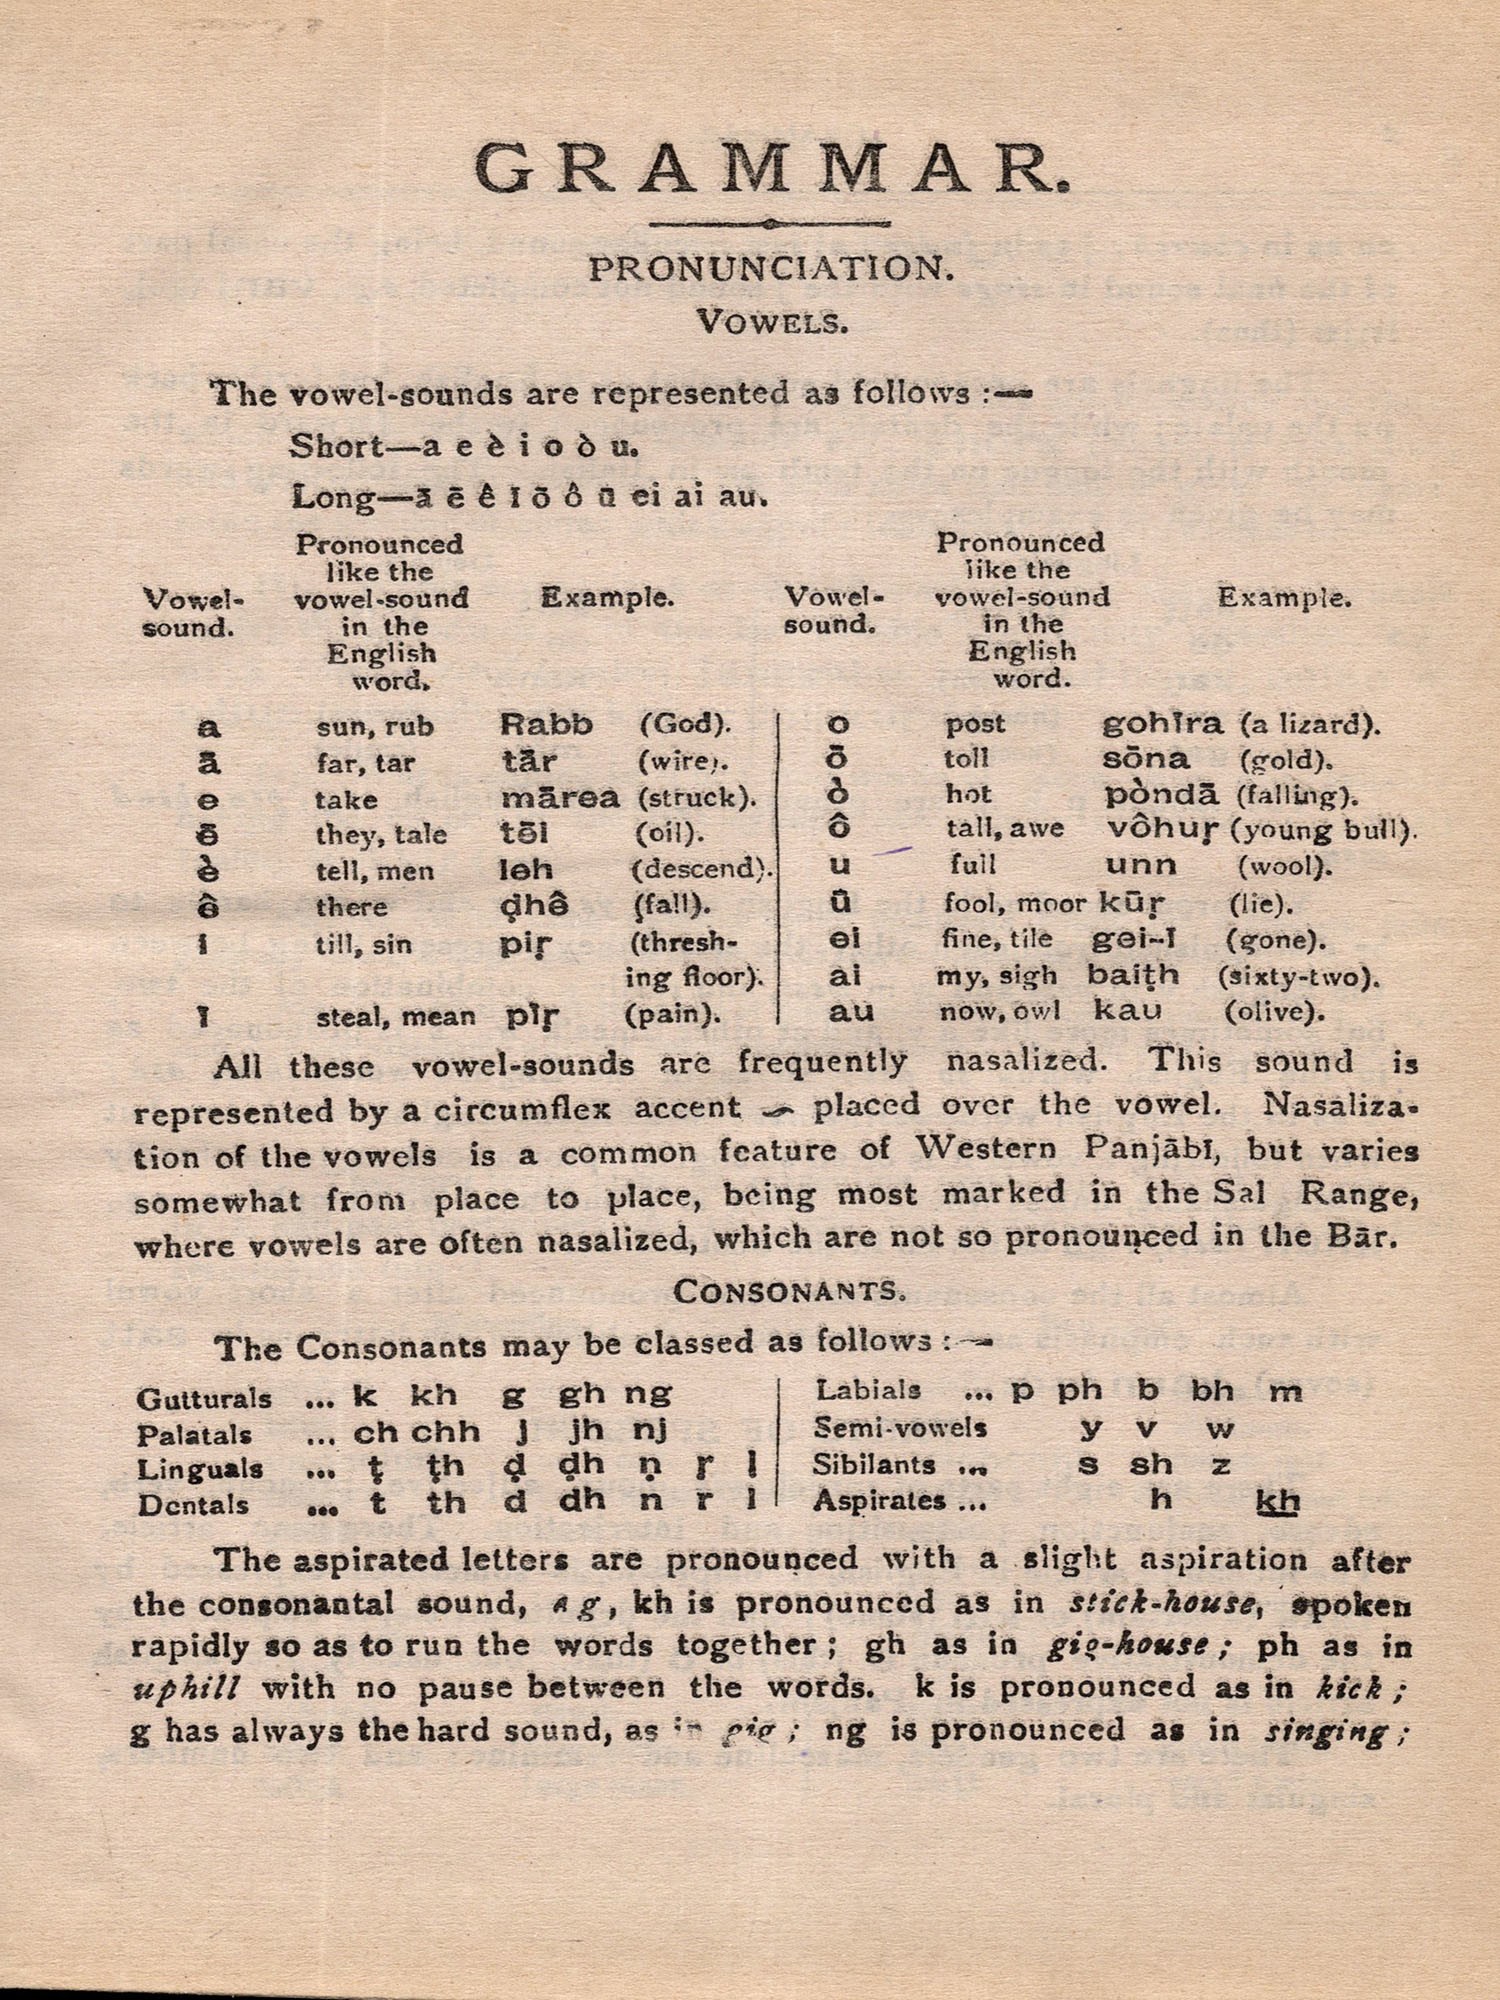 GRAMMAR.
PRONUNCIATION.
VOWELS.
The vowel-sounds are represented as follows :—
Short—a e è i o ò u.
Long—ā ē ê ī ō ô ū ei ai au.
Vowel-sound. Pronounced like the vowel-sound in the English word. Example. Vowel-sound. Pronounced like the vowel-sound in the English word. Example.
a sun, rub Rabb (God). o post gohīra (a lizard).
ā far, tar tār (wire). ō toll sōna (gold).
e take mārea (struck). ò hot pòndā (falling).
ē they, tale tēl (oil). ô tall, awe vôhuṛ (young bull).
è tell, men leh (descend). u full unn (wool).
ê there ḍhê (fall). ū fool, moor kūṛ (lie).
i till, sin piṛ (thresh- ei fine, tile gei-ī (gone).
ing floor). ai my, sigh baiṭh (sixty-two).
ī steal, mean pīṛ (pain). au now, owl kau (olive).
All these vowel-sounds are frequently nasalized. This sound is
represented by a circumflex accent ~ placed over the vowel. Nasaliza-
tion of the vowels is a common feature of Western Panjābī, but varies
somewhat from place to place, being most marked in the Sal Range,
where vowels are often nasalized, which are not so pronounced in the Bār.
CONSONANTS.
The Consonants may be classed as follows :—
Gutturals ... k kh g gh ng Labials ... p ph b bh m
Palatals ... ch chh j jh nj Semi-vowels y v w
Linguals ... ṭ ṭh ḍ ḍh ṇ ṛ l Sibilants ... s sh z
Dentals ... t th d dh n r l Aspirates ... h kh
The aspirated letters are pronounced with a slight aspiration after
the consonantal sound, g, kh is pronounced as in stick-house, spoken
rapidly so as to run the words together ; gh as in gig-house ; ph as in
uphill with no pause between the words. k is pronounced as in kick ;
g has always the hard sound, as in gig ; ng is pronounced as in singing ;